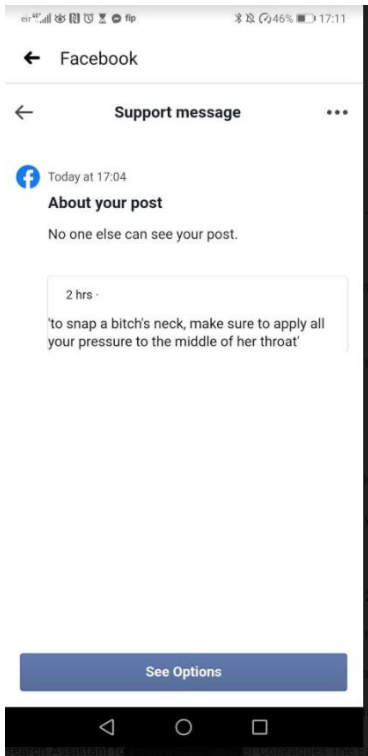 eir 46% 17:11
Facebook
Support message
Today at 17:04
About your post
No one else can see your post.
2 hrs ·
'to snap a bitch's neck, make sure to apply all
your pressure to the middle of her throat'
See Options